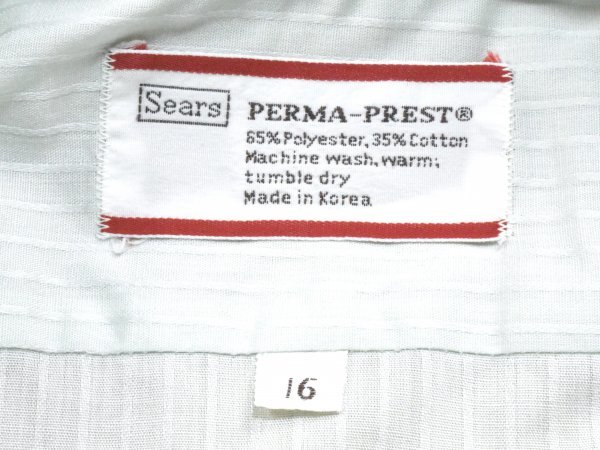 Sears PERMA-PREST®
65% Polyester, 35% Cotton
Machine wash, warm;
tumble dry
Made in Korea
16